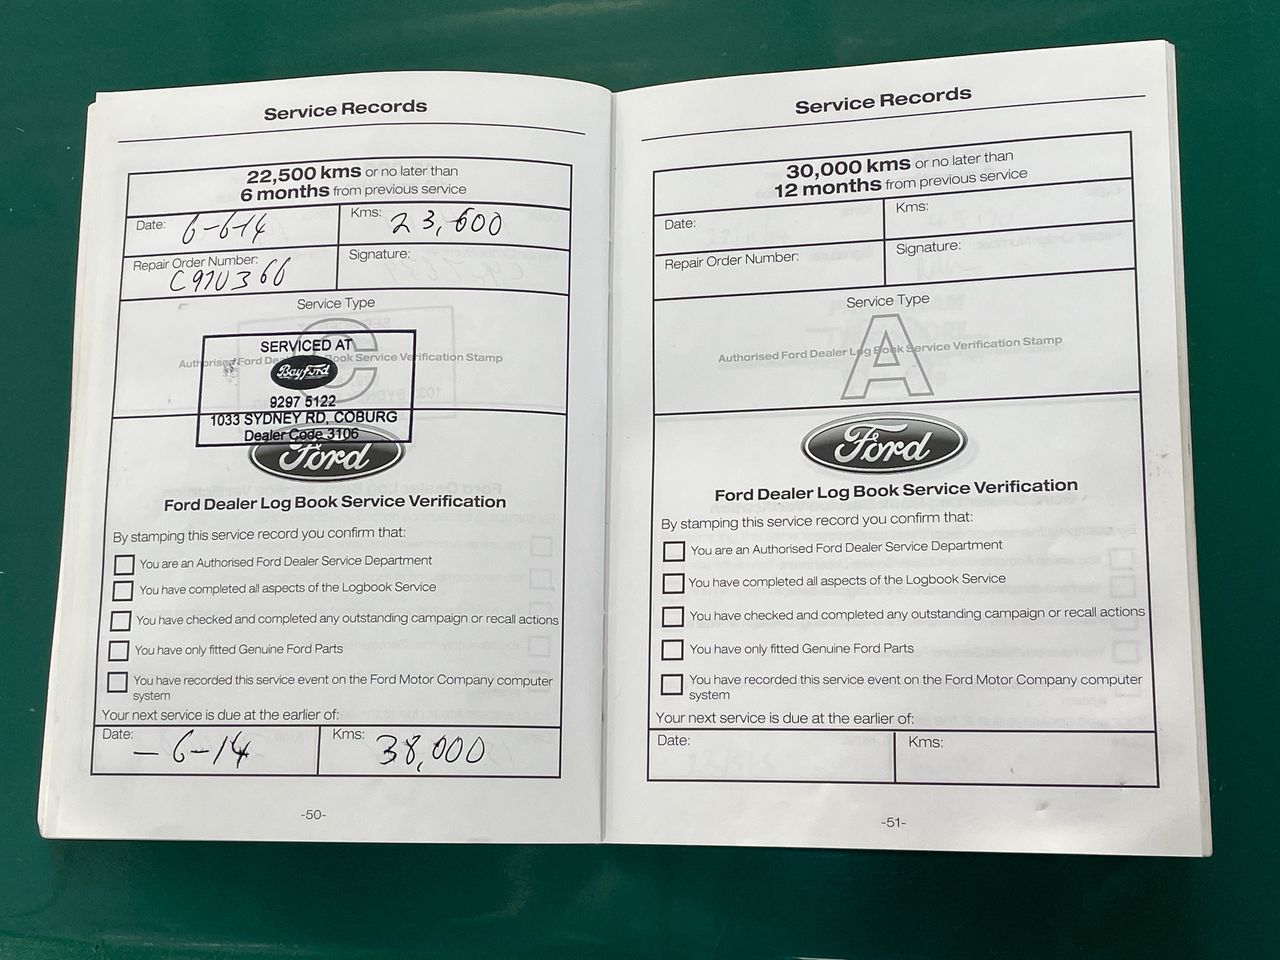 Service Records
22,500 kms or no later than
6 months from previous service
Date: 6-6-14
Kms: 23,600
Repair Order Number: C970366
Signature:
Service Type
C
Authorised Ford Dealer Log Book Service Verification Stamp
SERVICED AT
Bayford
9297 5122
1033 SYDNEY RD, COBURG
Dealer Code 3106
Ford
Ford Dealer Log Book Service Verification
By stamping this service record you confirm that:
You are an Authorised Ford Dealer Service Department
You have completed all aspects of the Logbook Service
You have checked and completed any outstanding campaign or recall actions
You have only fitted Genuine Ford Parts
You have recorded this service event on the Ford Motor Company computer
system
Your next service is due at the earlier of:
Date: -6-14
Kms: 38,000
-50-
Service Records
30,000 kms or no later than
12 months from previous service
Date:
Kms:
Repair Order Number:
Signature:
Service Type
A
Authorised Ford Dealer Log Book Service Verification Stamp
Ford
Ford Dealer Log Book Service Verification
By stamping this service record you confirm that:
You are an Authorised Ford Dealer Service Department
You have completed all aspects of the Logbook Service
You have checked and completed any outstanding campaign or recall actions
You have only fitted Genuine Ford Parts
You have recorded this service event on the Ford Motor Company computer
system
Your next service is due at the earlier of:
Date:
Kms:
-51-